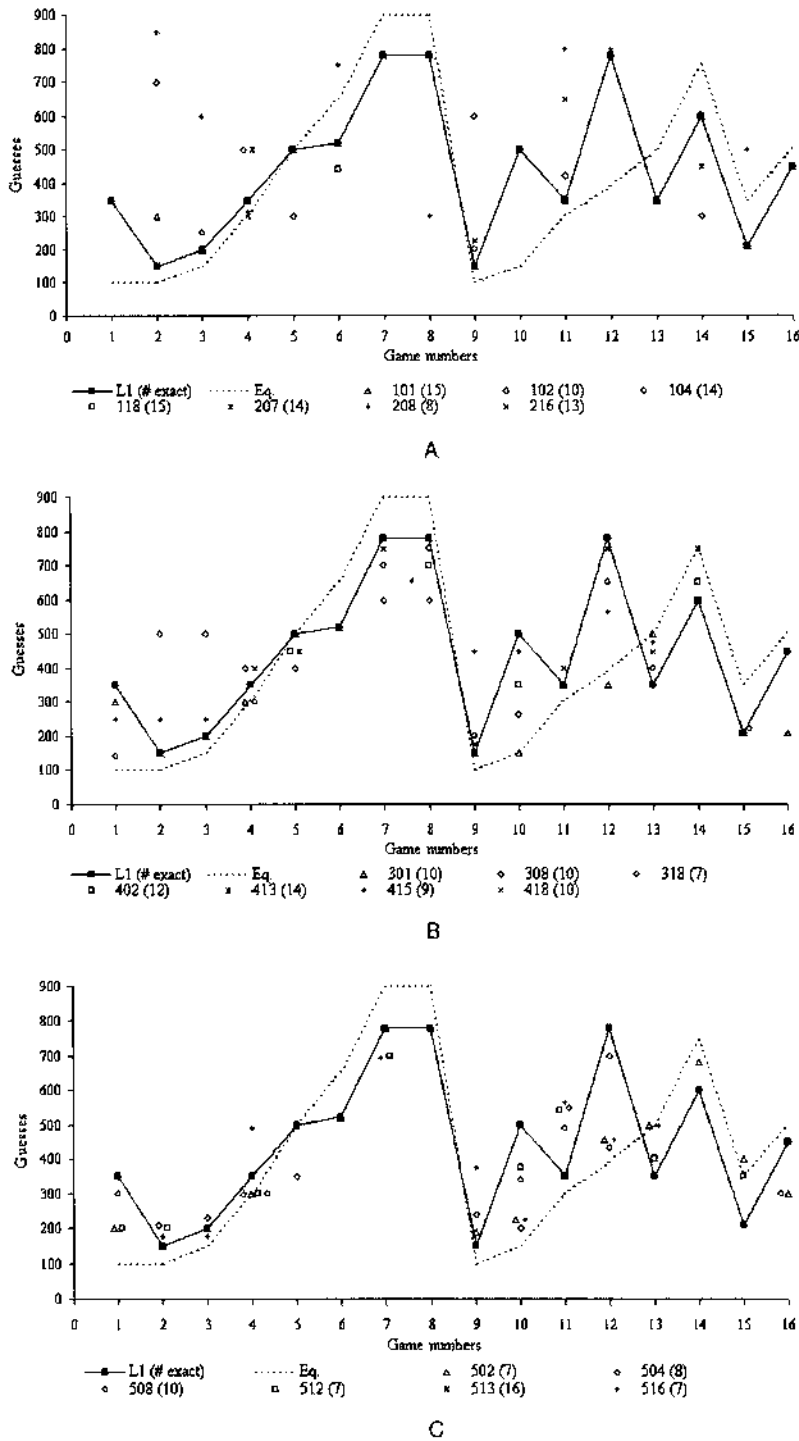 900
800
700
600
500
400
300
200
100
0
Guesses
0 1 2 3 4 5 6 7 8 9 10 11 12 13 14 15 16
Game numbers
L1 (# exact) Eq. 101 (15) 102 (10) 104 (14)
118 (15) 207 (14) 208 (8) 216 (13)
A
900
800
700
600
500
400
300
200
100
0
Guesses
0 1 2 3 4 5 6 7 8 9 10 11 12 13 14 15 16
Game numbers
L1 (# exact) Eq. 301 (10) 308 (10) 318 (7)
402 (12) 413 (14) 415 (9) 418 (10)
B
900
800
700
600
500
400
300
200
100
0
Guesses
0 1 2 3 4 5 6 7 8 9 10 11 12 13 14 15 16
Game numbers
L1 (# exact) Eq. 502 (7) 504 (8)
508 (10) 512 (7) 513 (16) 516 (7)
C